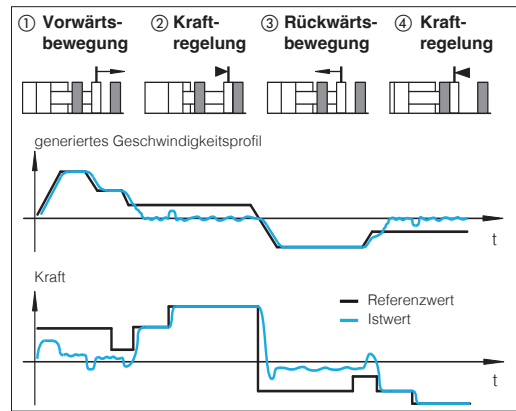 ① Vorwärts-
bewegung
② Kraft-
regelung
③ Rückwärts-
bewegung
④ Kraft-
regelung
generiertes Geschwindigkeitsprofil
t
Kraft
Referenzwert
Istwert
t